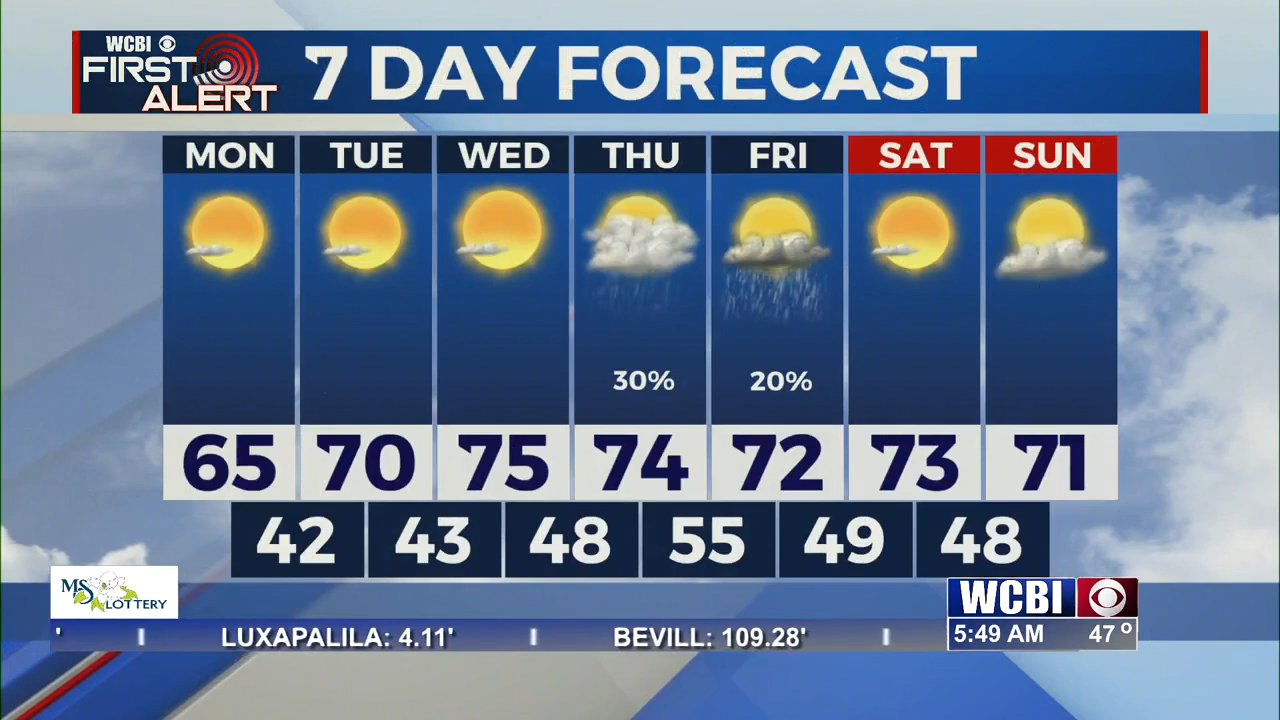 WCBI
FIRST
ALERT
7 DAY FORECAST
MON TUE WED THU FRI SAT SUN
30% 20%
65 70 75 74 72 73 71
42 43 48 55 49 48
MS LOTTERY
WCBI
' LUXAPALILA: 4.11' BEVILL: 109.28'
5:49 AM 47°